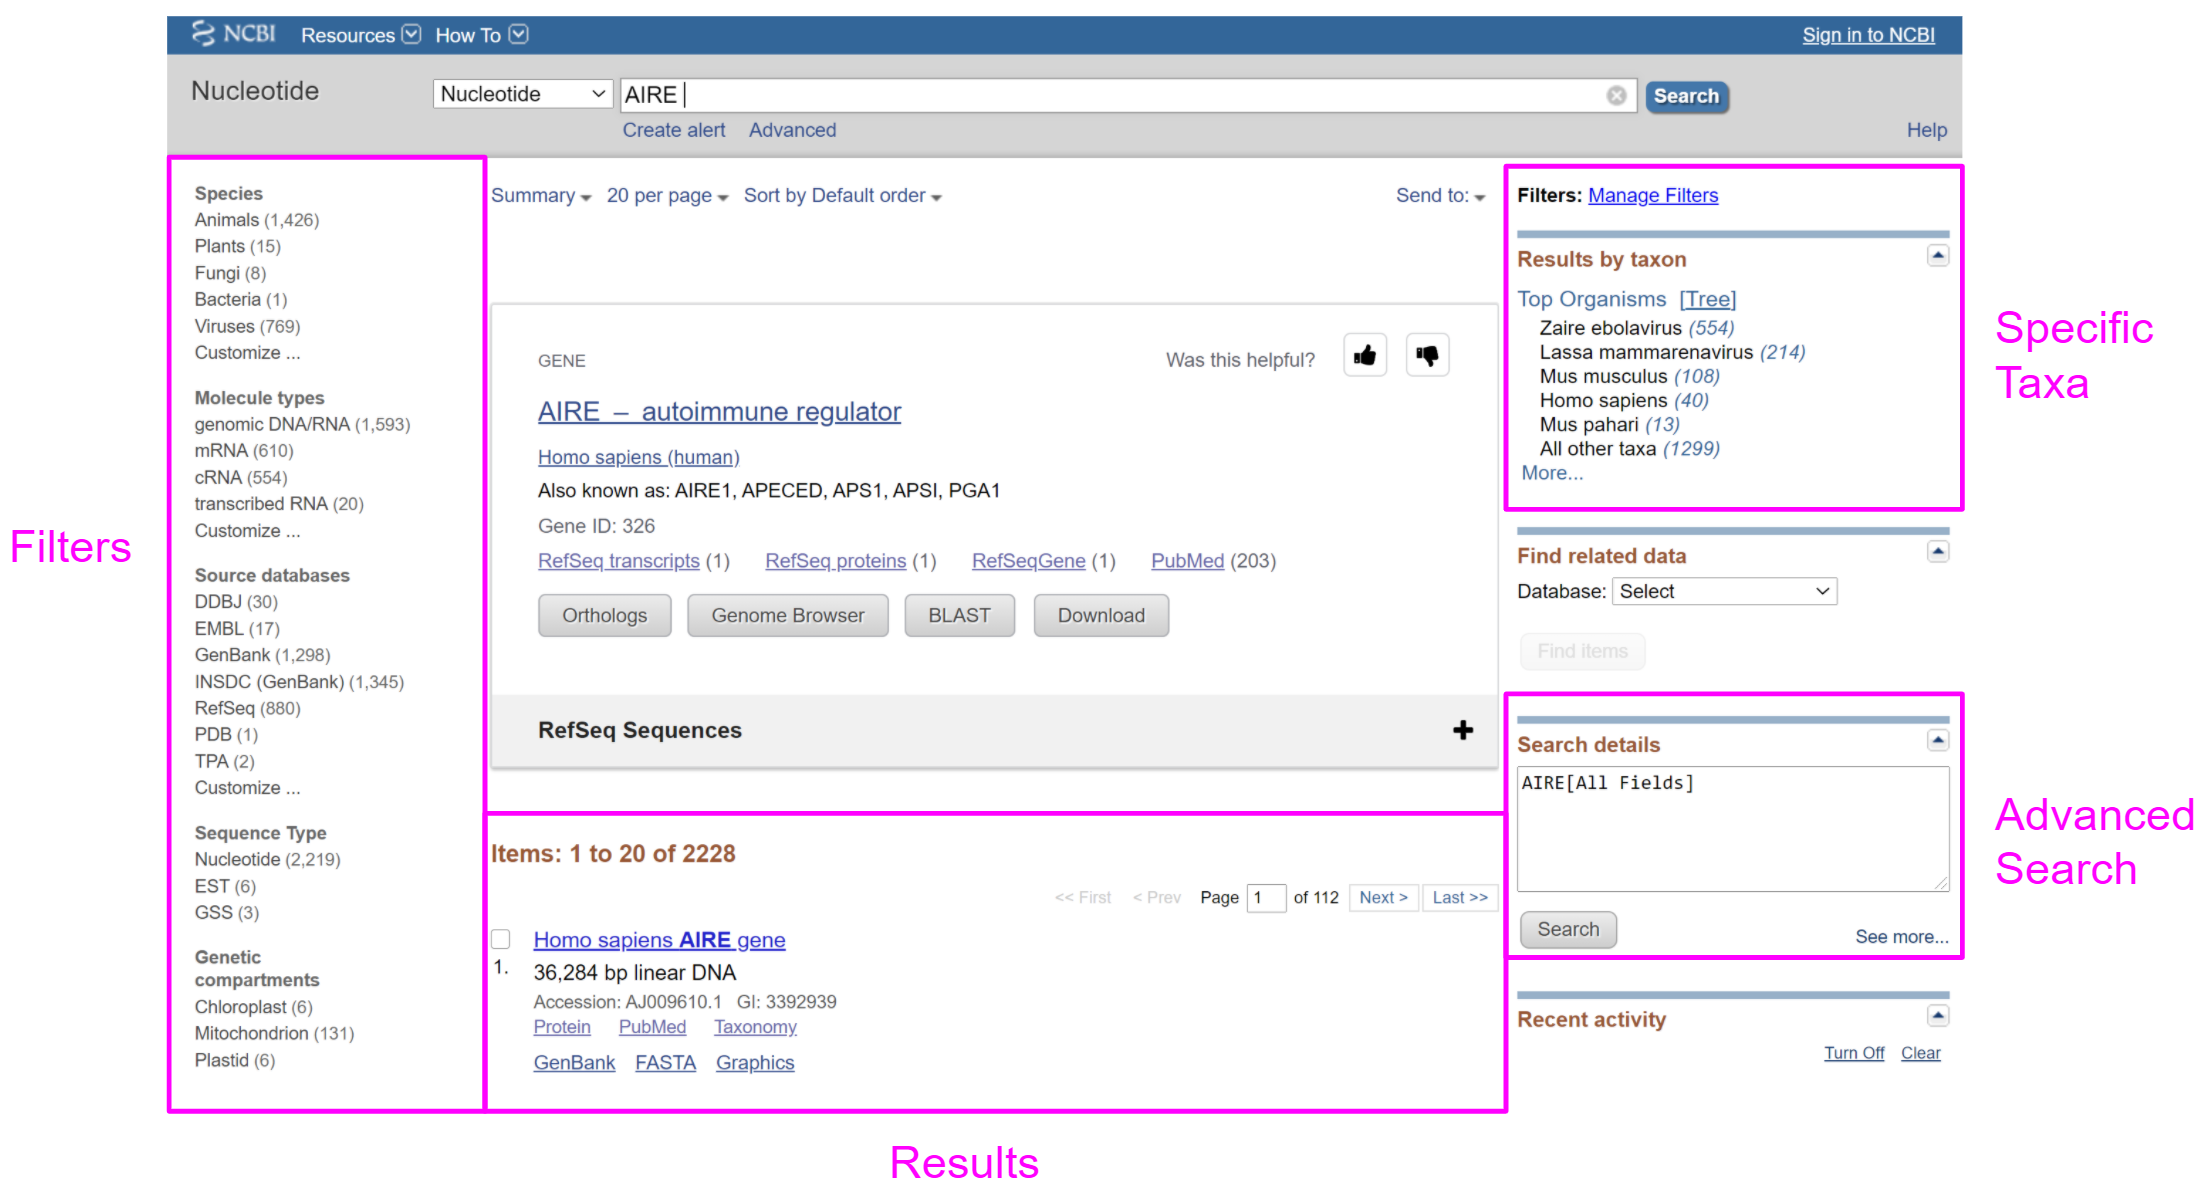 NCBI Resources How To Sign in to NCBI
Nucleotide Nucleotide AIRE Search
Create alert Advanced Help
Filters
Species
Animals (1,426)
Plants (15)
Fungi (8)
Bacteria (1)
Viruses (769)
Customize ...
Molecule types
genomic DNA/RNA (1,593)
mRNA (610)
cRNA (554)
transcribed RNA (20)
Customize ...
Source databases
DDBJ (30)
EMBL (17)
GenBank (1,298)
INSDC (GenBank) (1,345)
RefSeq (880)
PDB (1)
TPA (2)
Customize ...
Sequence Type
Nucleotide (2,219)
EST (6)
GSS (3)
Genetic
compartments
Chloroplast (6)
Mitochondrion (131)
Plastid (6)
Summary 20 per page Sort by Default order Send to:
GENE Was this helpful?
AIRE – autoimmune regulator
Homo sapiens (human)
Also known as: AIRE1, APECED, APS1, APSI, PGA1
Gene ID: 326
RefSeq transcripts (1) RefSeq proteins (1) RefSeqGene (1) PubMed (203)
Orthologs Genome Browser BLAST Download
RefSeq Sequences
Items: 1 to 20 of 2228
<< First < Prev Page 1 of 112 Next > Last >>
Homo sapiens AIRE gene
1. 36,284 bp linear DNA
Accession: AJ009610.1 GI: 3392939
Protein PubMed Taxonomy
GenBank FASTA Graphics
Results
Filters: Manage Filters
Results by taxon
Top Organisms [Tree]
Zaire ebolavirus (554)
Lassa mammarenavirus (214)
Mus musculus (108)
Homo sapiens (40)
Mus pahari (13)
All other taxa (1299)
More...
Specific
Taxa
Find related data
Database: Select
Find items
Search details
AIRE[All Fields]
Search See more...
Advanced
Search
Recent activity
Turn Off Clear